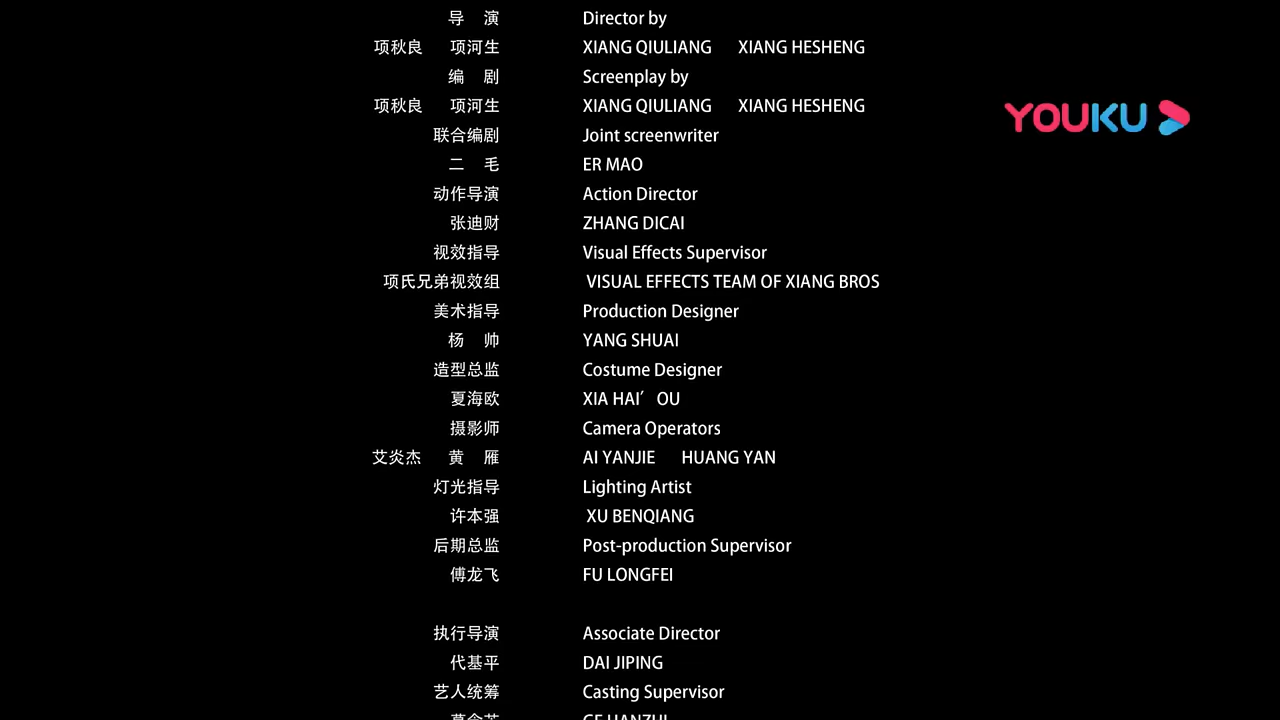 导 演 Director by
项秋良 项河生 XIANG QIULIANG XIANG HESHENG
编 剧 Screenplay by
项秋良 项河生 XIANG QIULIANG XIANG HESHENG
YOUKU
联合编剧 Joint screenwriter
二 毛 ER MAO
动作导演 Action Director
张迪财 ZHANG DICAI
视效指导 Visual Effects Supervisor
项氏兄弟视效组 VISUAL EFFECTS TEAM OF XIANG BROS
美术指导 Production Designer
杨 帅 YANG SHUAI
造型总监 Costume Designer
夏海欧 XIA HAI′ OU
摄影师 Camera Operators
艾炎杰 黄 雁 AI YANJIE HUANG YAN
灯光指导 Lighting Artist
许本强 XU BENQIANG
后期总监 Post-production Supervisor
傅龙飞 FU LONGFEI
执行导演 Associate Director
代基平 DAI JIPING
艺人统筹 Casting Supervisor